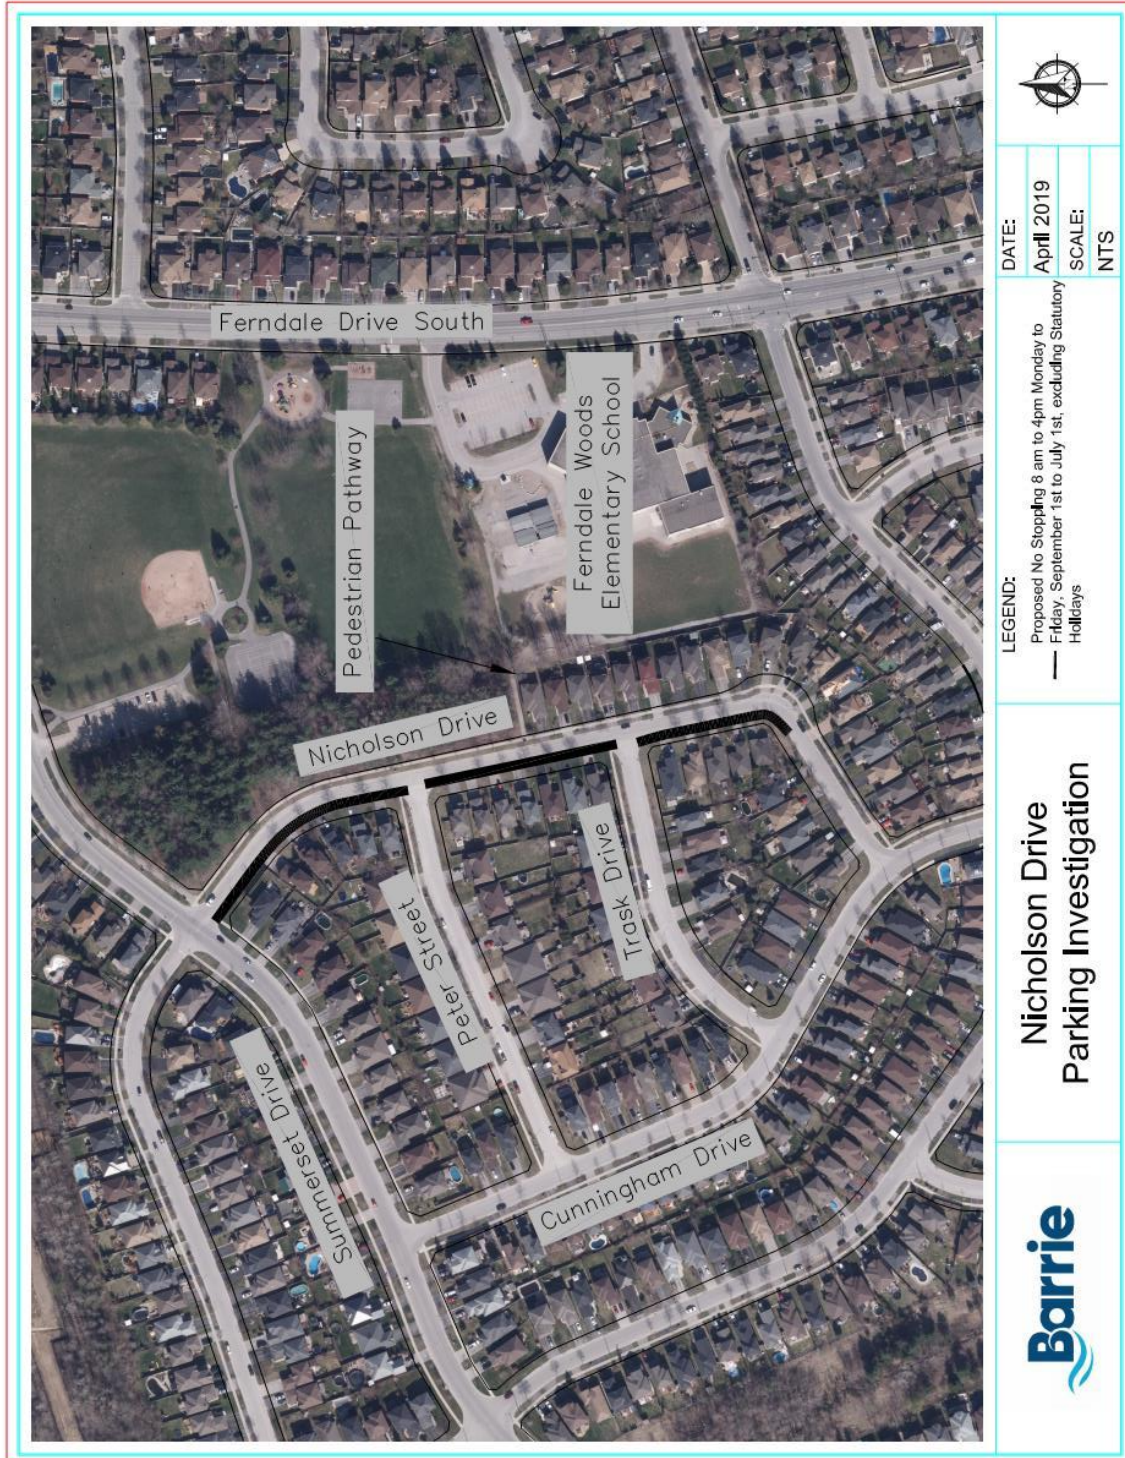 Ferndale Drive South
Pedestrian Pathway
Ferndale Woods
Elementary School
Nicholson Drive
Peter Street
Trask Drive
Summerset Drive
Cunningham Drive
LEGEND:
Proposed No Stopping 8 am to 4pm Monday to
Friday, September 1st to July 1st, excluding Statutory
Holidays
DATE:
April 2019
SCALE:
NTS
Nicholson Drive
Parking Investigation
Barrie